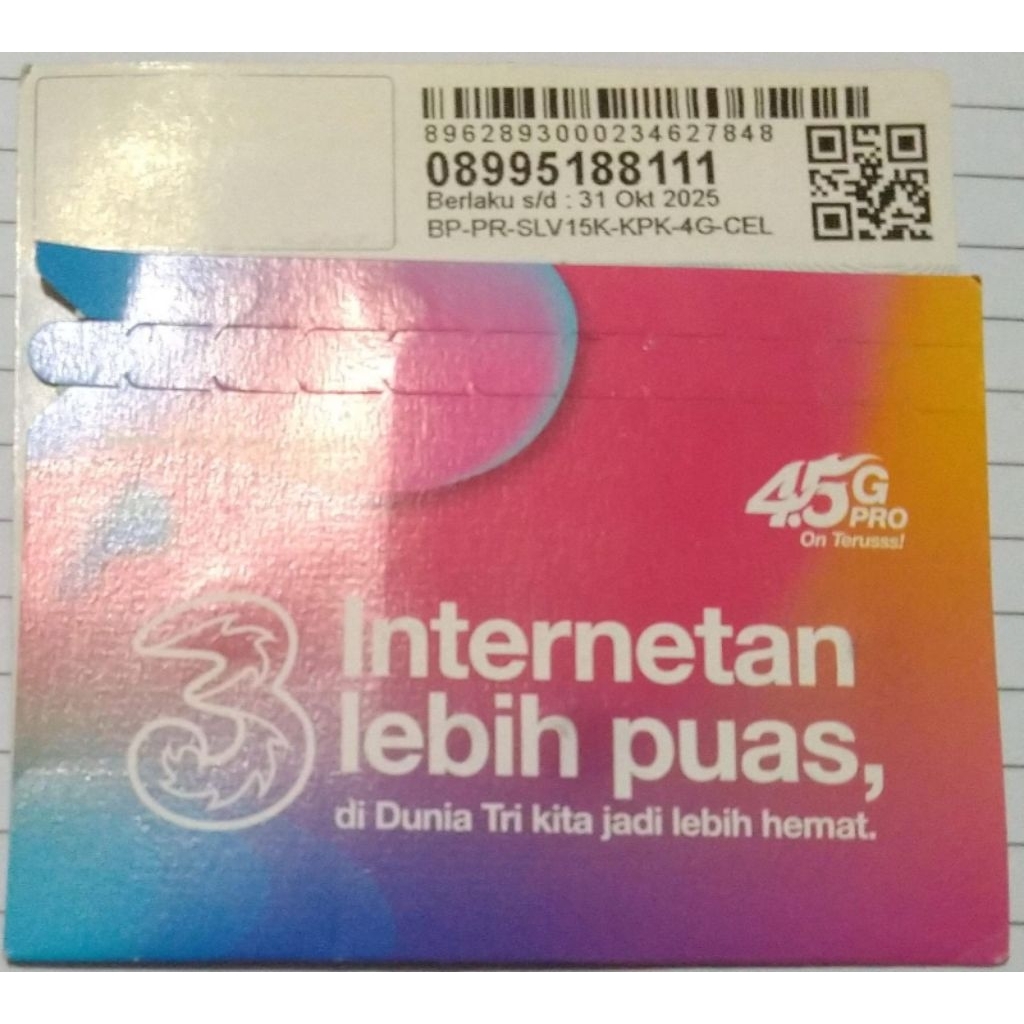 8962893000234627848
08995188111
Berlaku s/d : 31 Okt 2025
BP-PR-SLV15K-KPK-4G-CEL
4.5G
PRO
On Terusss!
3
Internetan
lebih puas,
di Dunia Tri kita jadi lebih hemat.